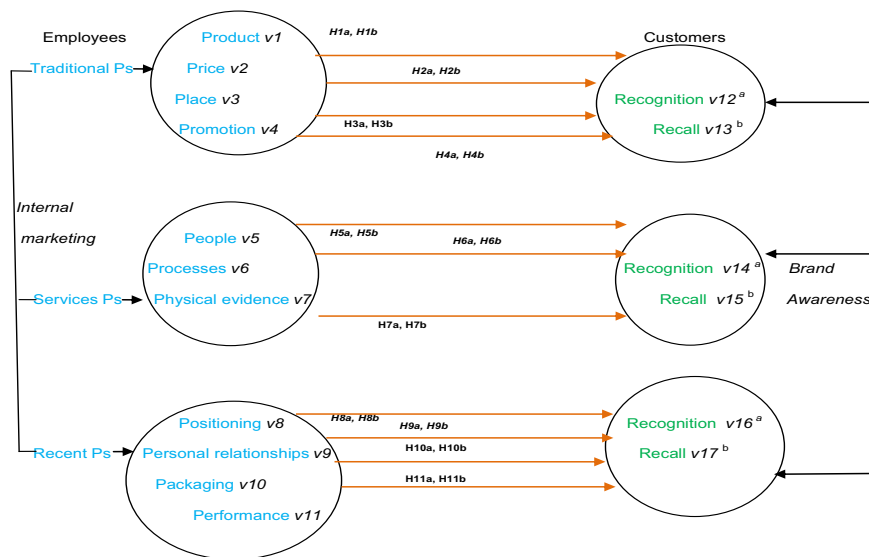 Employees
Product v1
H1a, H1b
Customers
Traditional Ps
Price v2
H2a, H2b
Place v3
Recognition v12 a
Promotion v4
H3a, H3b
Recall v13 b
H4a, H4b
Internal
marketing
People v5
H5a, H5b
H6a, H6b
Processes v6
Recognition v14 a
Brand
Services Ps
Physical evidence v7
Recall v15 b
Awareness
H7a, H7b
Positioning v8
H8a, H8b
H9a, H9b
Recognition v16 a
Recent Ps
Personal relationships v9
H10a, H10b
Recall v17 b
Packaging v10
H11a, H11b
Performance v11